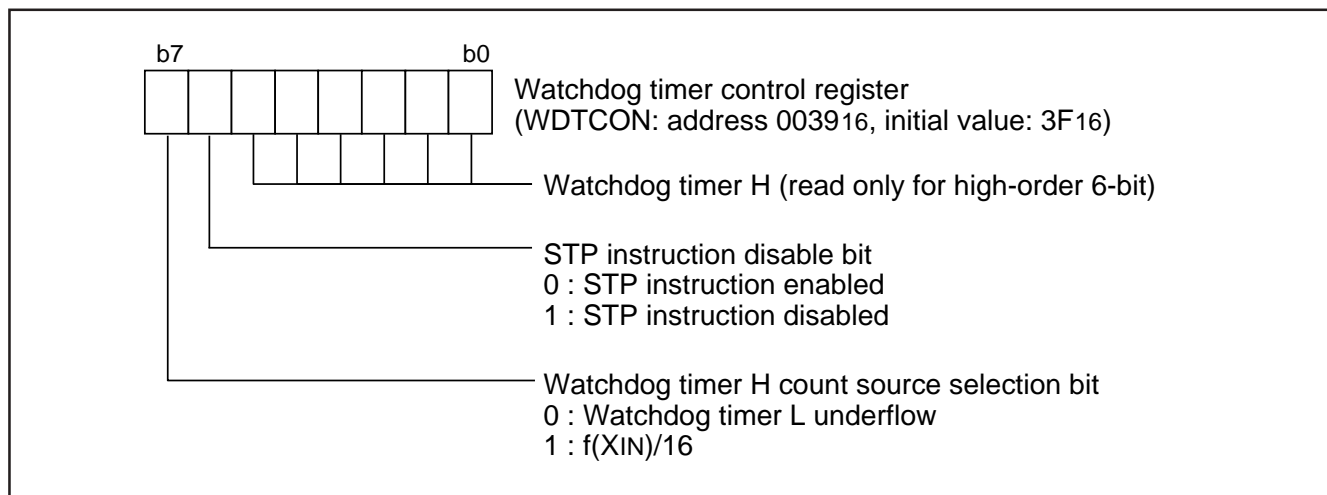 b7 b0
Watchdog timer control register
(WDTCON: address 003916, initial value: 3F16)
Watchdog timer H (read only for high-order 6-bit)
STP instruction disable bit
0 : STP instruction enabled
1 : STP instruction disabled
Watchdog timer H count source selection bit
0 : Watchdog timer L underflow
1 : f(XIN)/16